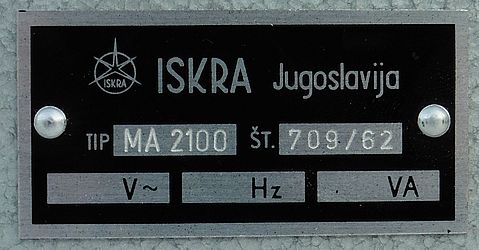 ISKRA ISKRA Jugoslavija
TIP MA 2100 ŠT. 709/62
V~ Hz VA